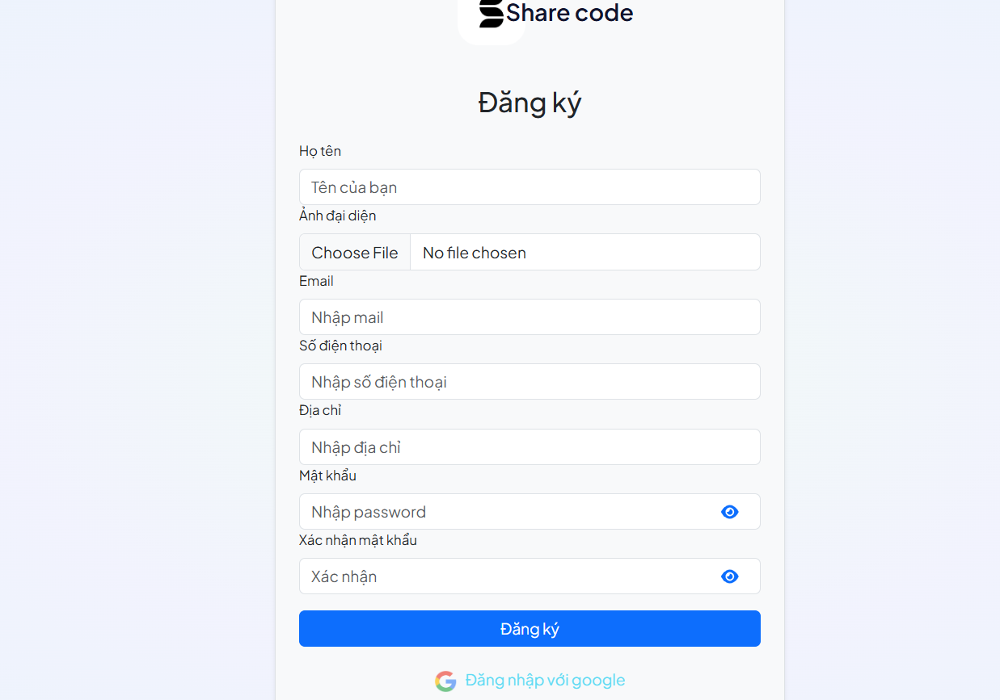 Share code
Đăng ký
Họ tên
Tên của bạn
Ảnh đại diện
Choose File No file chosen
Email
Nhập mail
Số điện thoại
Nhập số điện thoại
Địa chỉ
Nhập địa chỉ
Mật khẩu
Nhập password
Xác nhận mật khẩu
Xác nhận
Đăng ký
Đăng nhập với google